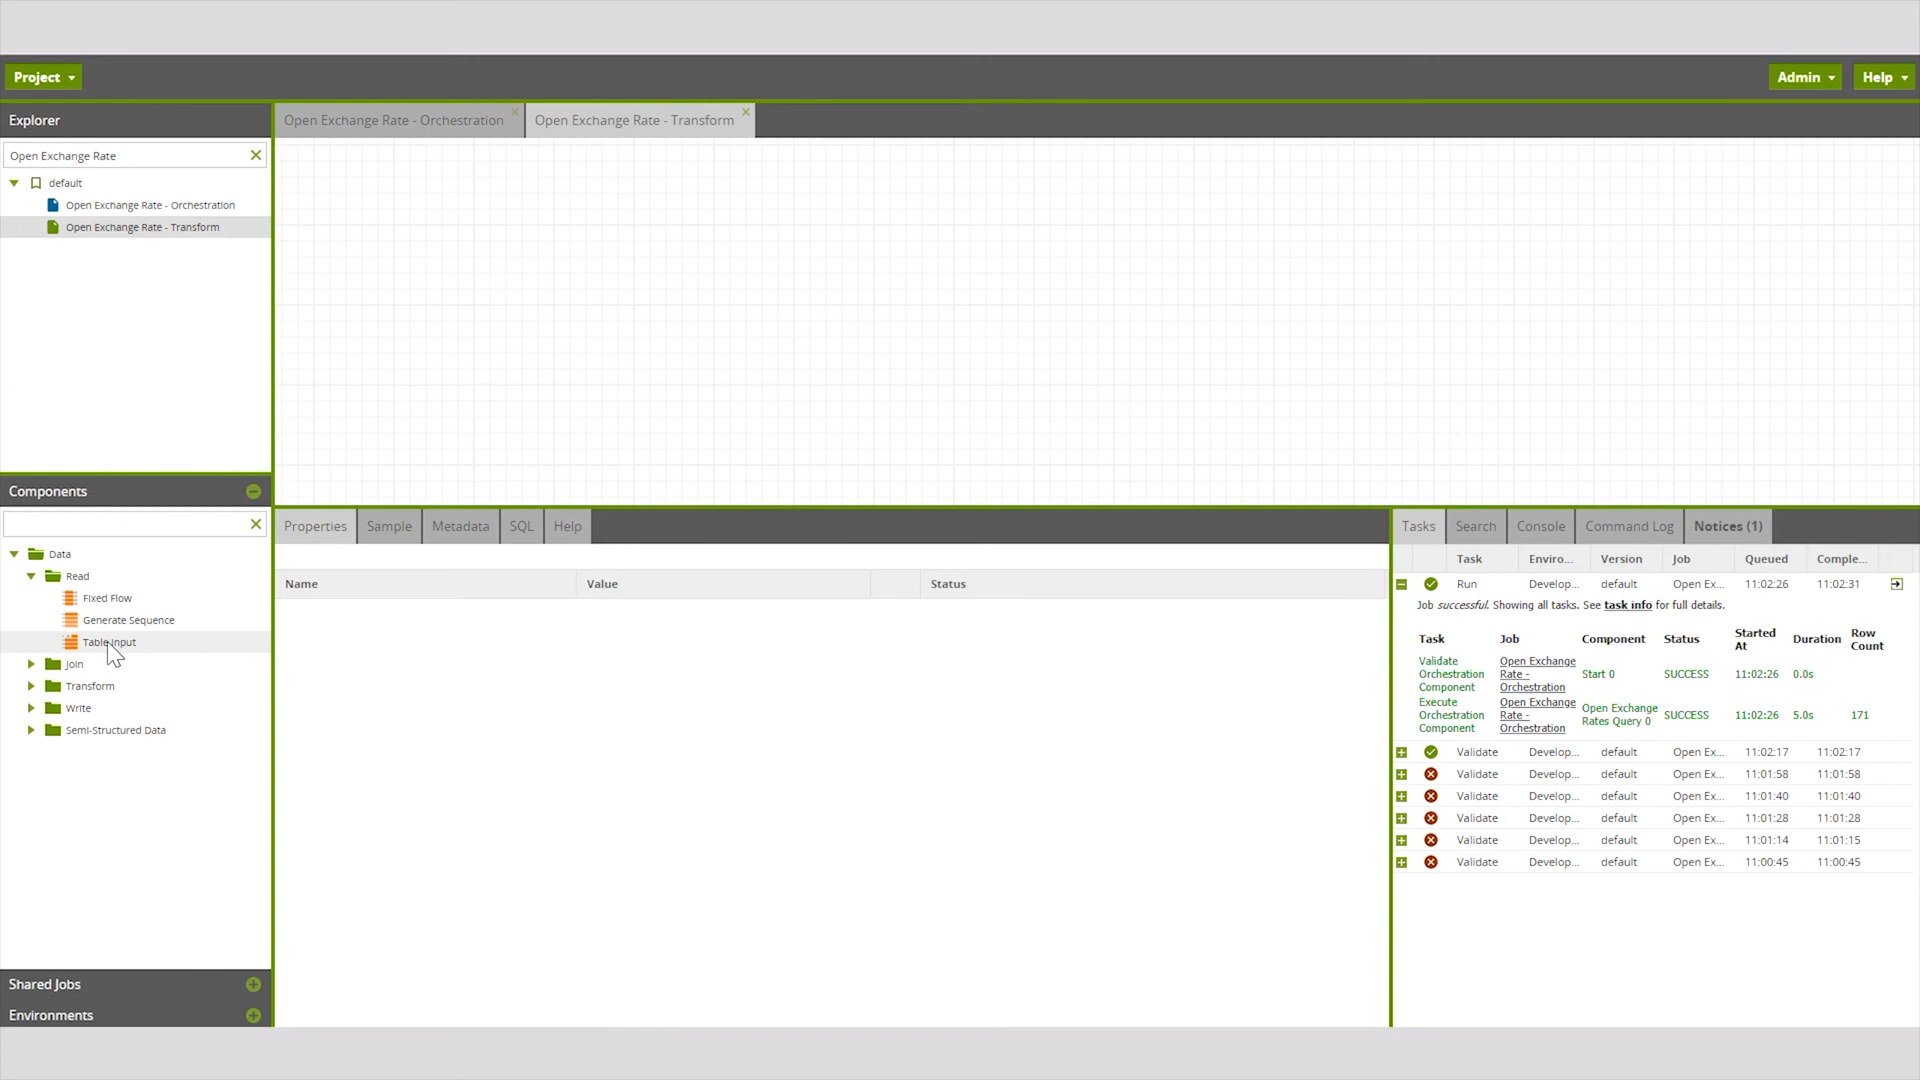 Project
Admin
Help
Explorer
Open Exchange Rate - Orchestration
Open Exchange Rate - Transform
Open Exchange Rate
default
Open Exchange Rate - Orchestration
Open Exchange Rate - Transform
Components
Data
Read
Fixed Flow
Generate Sequence
Table Input
Join
Transform
Write
Semi-Structured Data
Shared Jobs
Environments
Properties
Sample
Metadata
SQL
Help
Name Value Status
Tasks
Search
Console
Command Log
Notices (1)
Task Enviro... Version Job Queued Comple...
Run Develop... default Open Ex... 11:02:26 11:02:31
Job successful. Showing all tasks. See task info for full details.
Task Job Component Status Started At Duration Row Count
Validate Orchestration Component Open Exchange Rate - Orchestration Start 0 SUCCESS 11:02:26 0.0s
Execute Orchestration Component Open Exchange Rate - Orchestration Open Exchange Rates Query 0 SUCCESS 11:02:26 5.0s 171
Validate Develop... default Open Ex... 11:02:17 11:02:17
Validate Develop... default Open Ex... 11:01:58 11:01:58
Validate Develop... default Open Ex... 11:01:40 11:01:40
Validate Develop... default Open Ex... 11:01:28 11:01:28
Validate Develop... default Open Ex... 11:01:14 11:01:15
Validate Develop... default Open Ex... 11:00:45 11:00:45